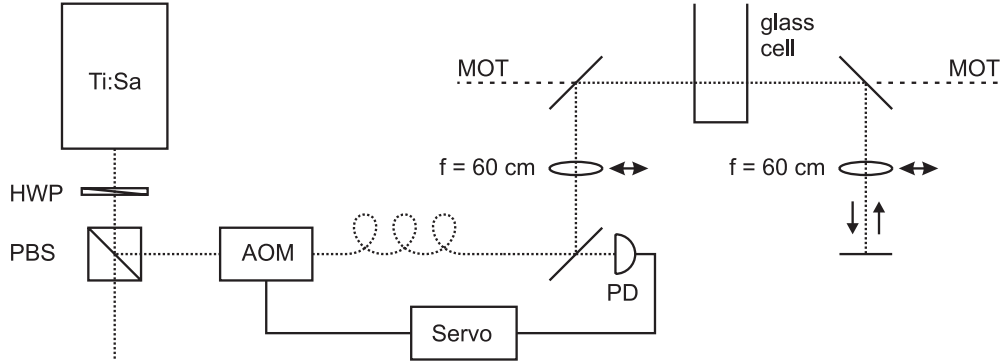 Ti:Sa
glass
cell
MOT
MOT
f = 60 cm
f = 60 cm
HWP
PBS
AOM
PD
Servo